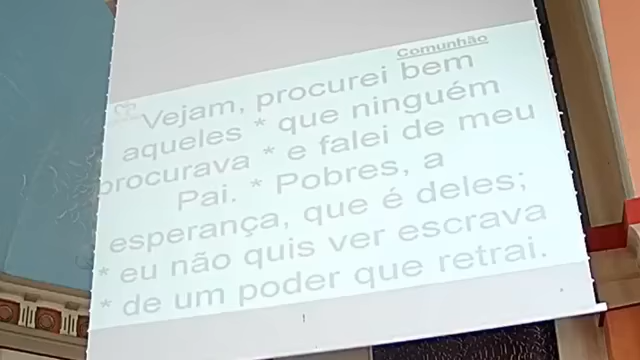 Comunhão
Vejam, procurei bem
aqueles * que ninguém
procurava * e falei de meu
Pai. * Pobres, a
esperança, que é deles;
* eu não quis ver escrava
* de um poder que retrai.